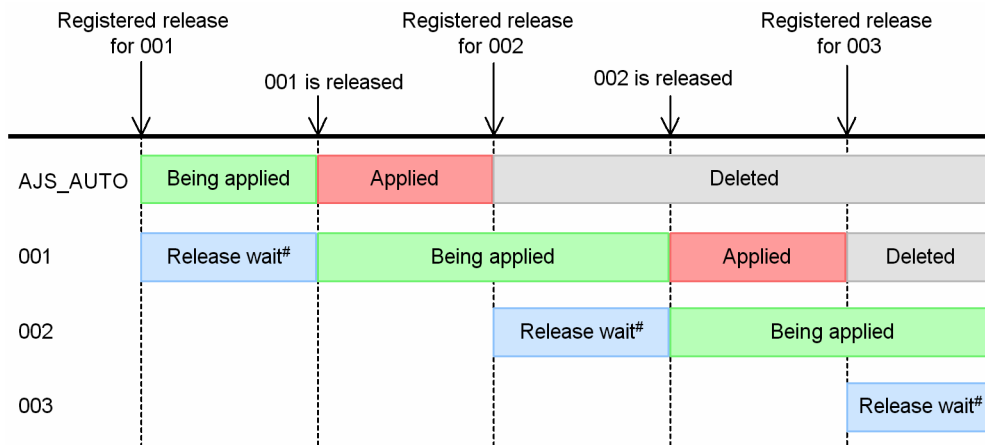 Registered release
for 001
Registered release
for 002
Registered release
for 003
001 is released
002 is released
AJS_AUTO
Being applied
Applied
Deleted
001
Release wait#
Being applied
Applied
Deleted
002
Release wait#
Being applied
003
Release wait#